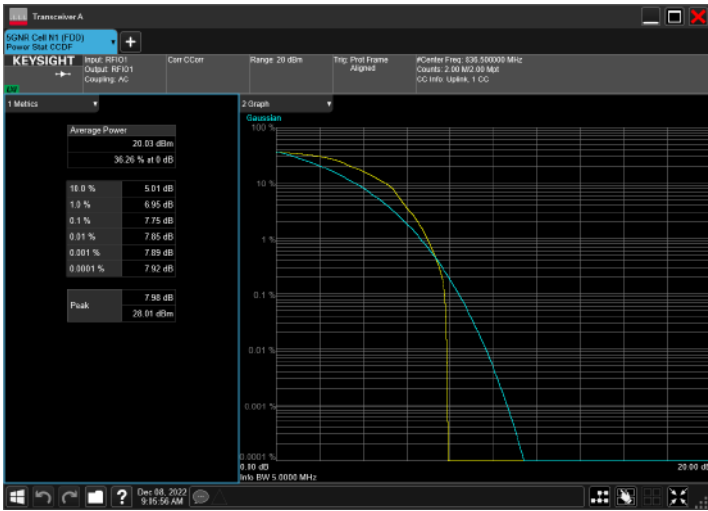 Transceiver A
5GNR Cell N1 (FDD)
Power Stat CCDF
KEYSIGHT
Input: RFIO1
Output: RFIO1
Coupling: AC
Corr CCorr
Range: 20 dBm
Trig: Prot Frame
Aligned
#Center Freq: 836.500000 MHz
Counts: 2.00 M/2.00 Mpt
CC Info: Uplink, 1 CC
1 Metrics
Average Power
20.03 dBm
36.26 % at 0 dB
10.0 % 5.01 dB
1.0 % 6.95 dB
0.1 % 7.75 dB
0.01 % 7.85 dB
0.001 % 7.89 dB
0.0001 % 7.92 dB
Peak
7.98 dB
28.01 dBm
2 Graph
Gaussian
100 %
10 %
1 %
0.1 %
0.01 %
0.001 %
0.0001 %
0.00 dB
20.00 dB
Info BW 5.0000 MHz
?
Dec 08, 2022
9:15:56 AM